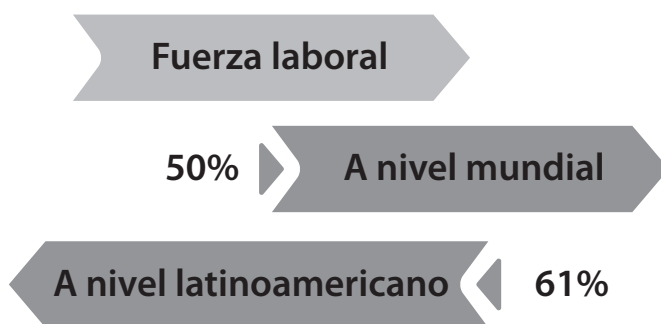 Fuerza laboral
50% A nivel mundial
A nivel latinoamericano 61%